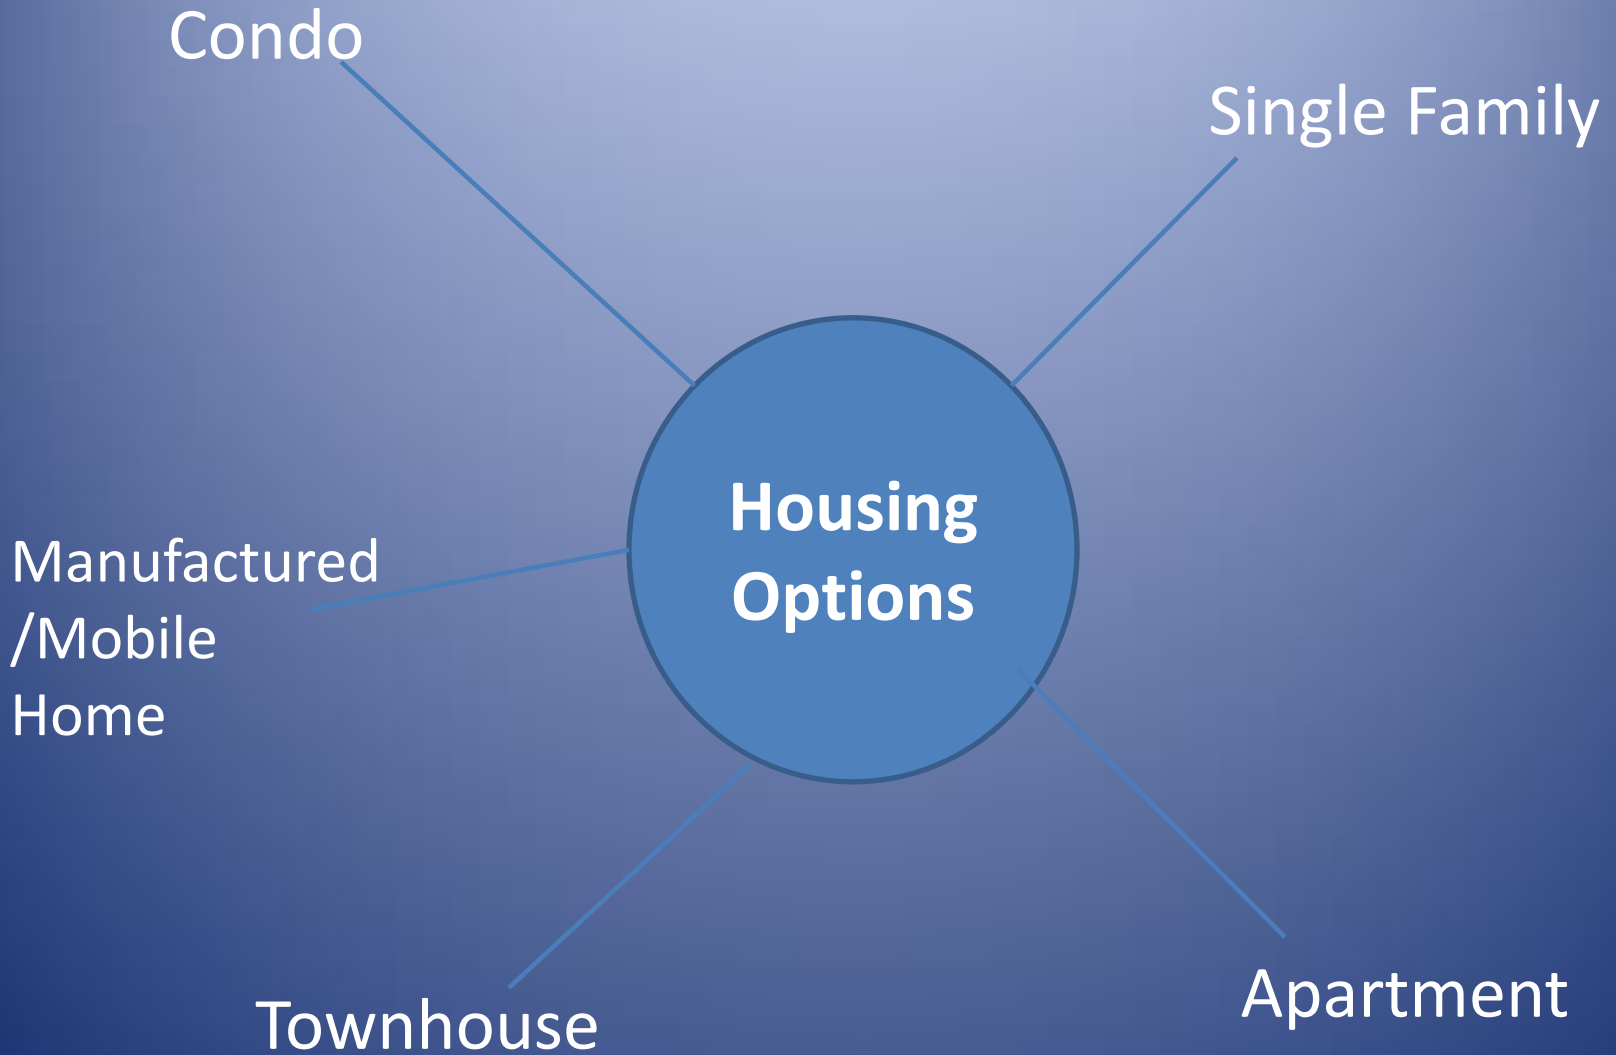 Condo
Single Family
Housing
Options
Manufactured
/Mobile
Home
Townhouse
Apartment